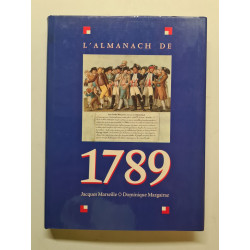 L'ALMANACH DE
1789
Jacques Marseille & Dominique Margairaz